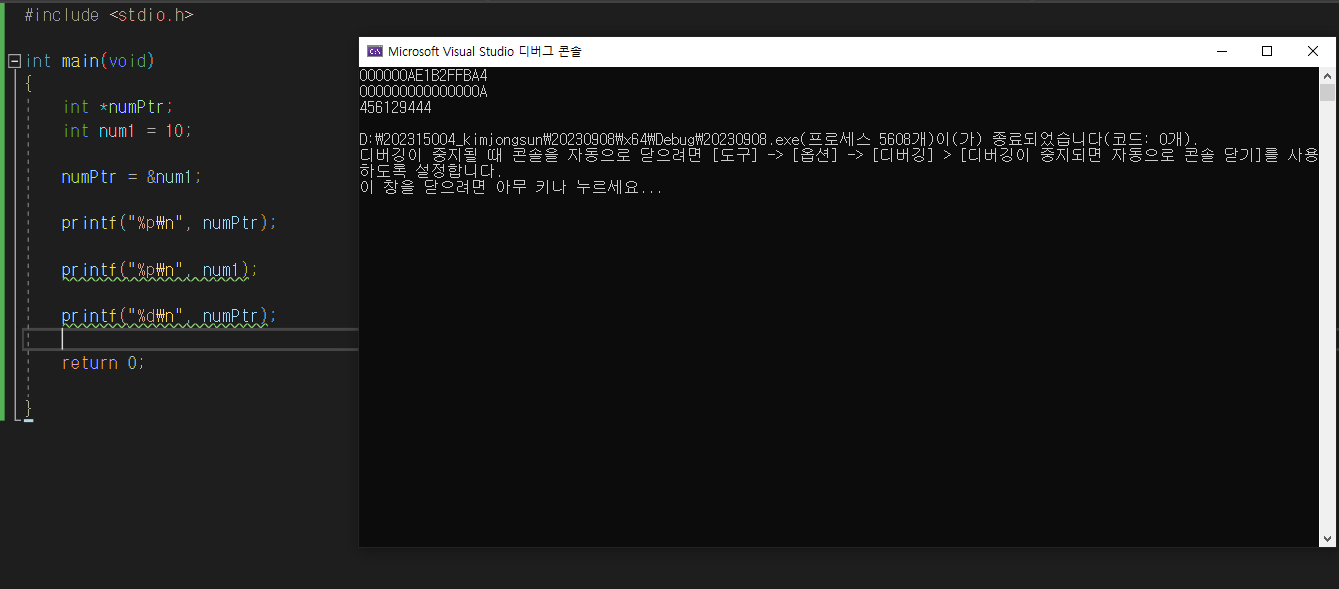 #include <stdio.h>
int main(void)
{
int *numPtr;
int num1 = 10;
numPtr = &num1;
printf("%p₩n", numPtr);
printf("%p₩n", num1);
printf("%d₩n", numPtr);
return 0;
}
Microsoft Visual Studio 디버그 콘솔
000000AE1B2FFBA4
000000000000000A
456129444
D:₩202315004_kimjongsun₩20230908₩x64₩Debug₩20230908.exe(프로세스 5608개)이(가) 종료되었습니다(코드: 0개).
디버깅이 중지될 때 콘솔을 자동으로 닫으려면 [도구] -> [옵션] -> [디버깅] > [디버깅이 중지되면 자동으로 콘솔 닫기]를 사용
하도록 설정합니다.
이 창을 닫으려면 아무 키나 누르세요...